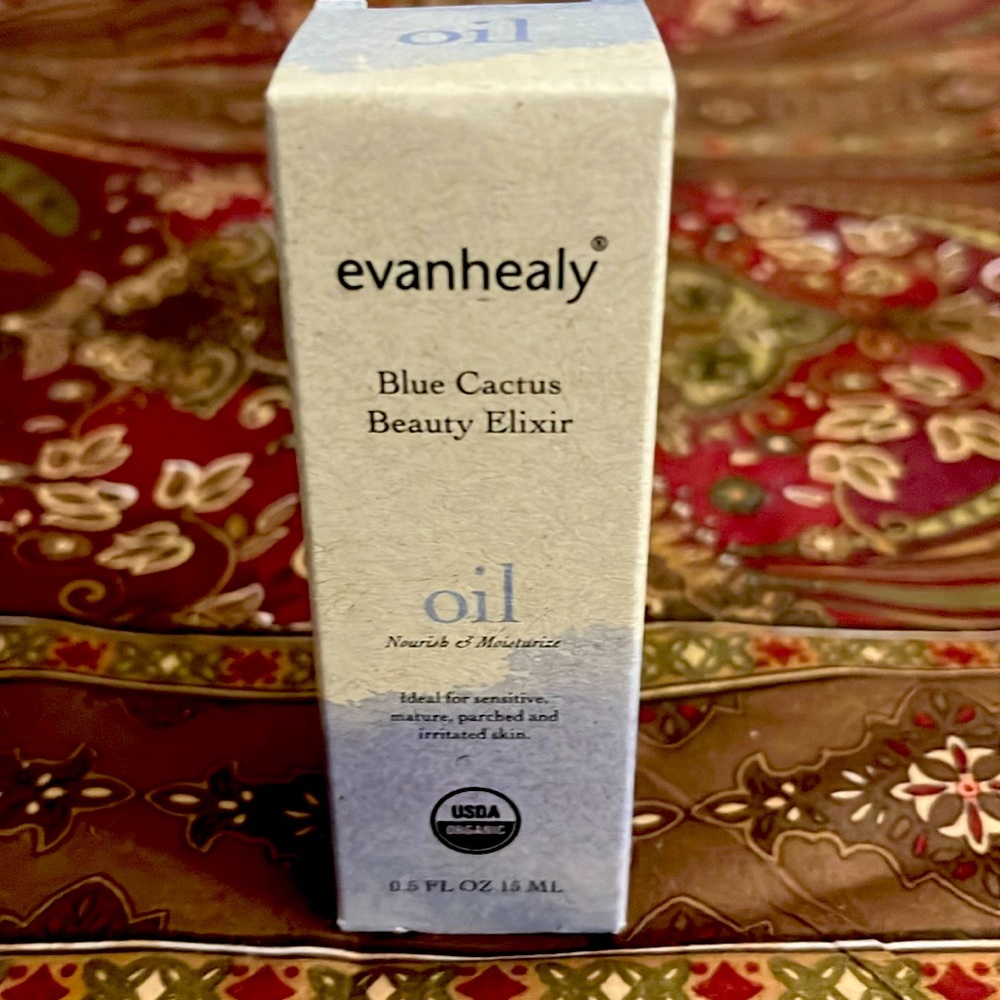 oil
evanhealy®
Blue Cactus
Beauty Elixir
oil
Nourish & Moisturize
Ideal for sensitive,
mature, parched and
irritated skin.
USDA
ORGANIC
0.5 FL OZ 15 ML